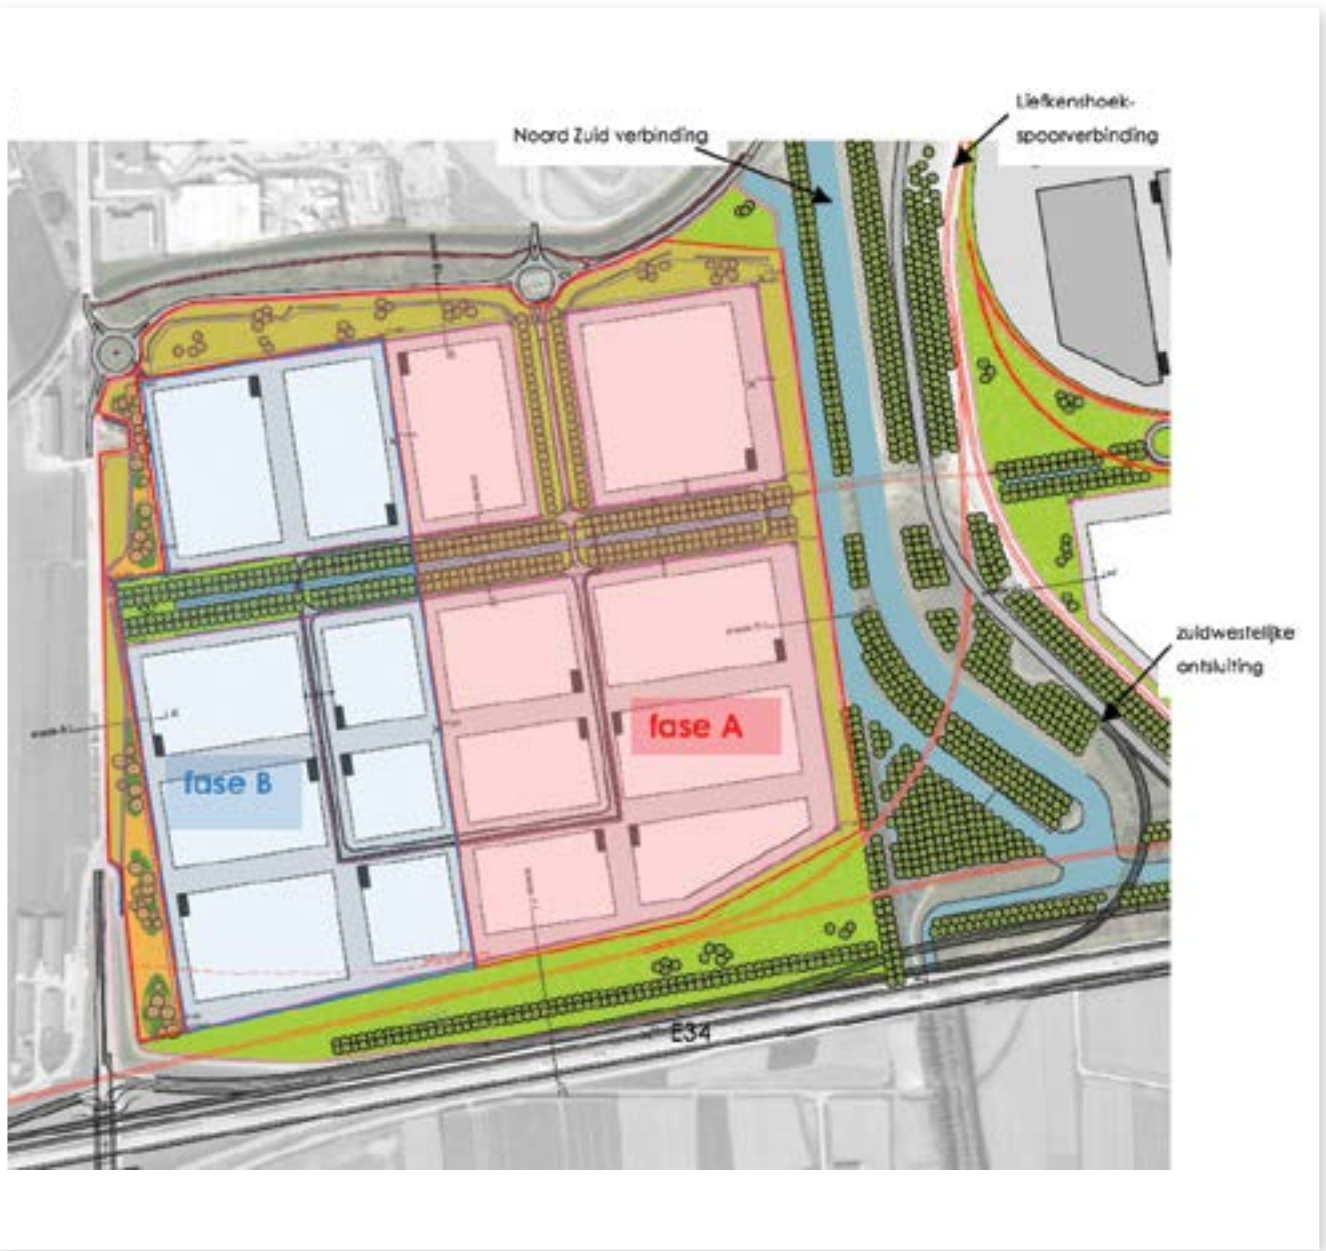 Liefkenshoek-
spoorverbinding
Noord Zuid verbinding
zuidwestelijke
ontsluiting
fase A
fase B
E34